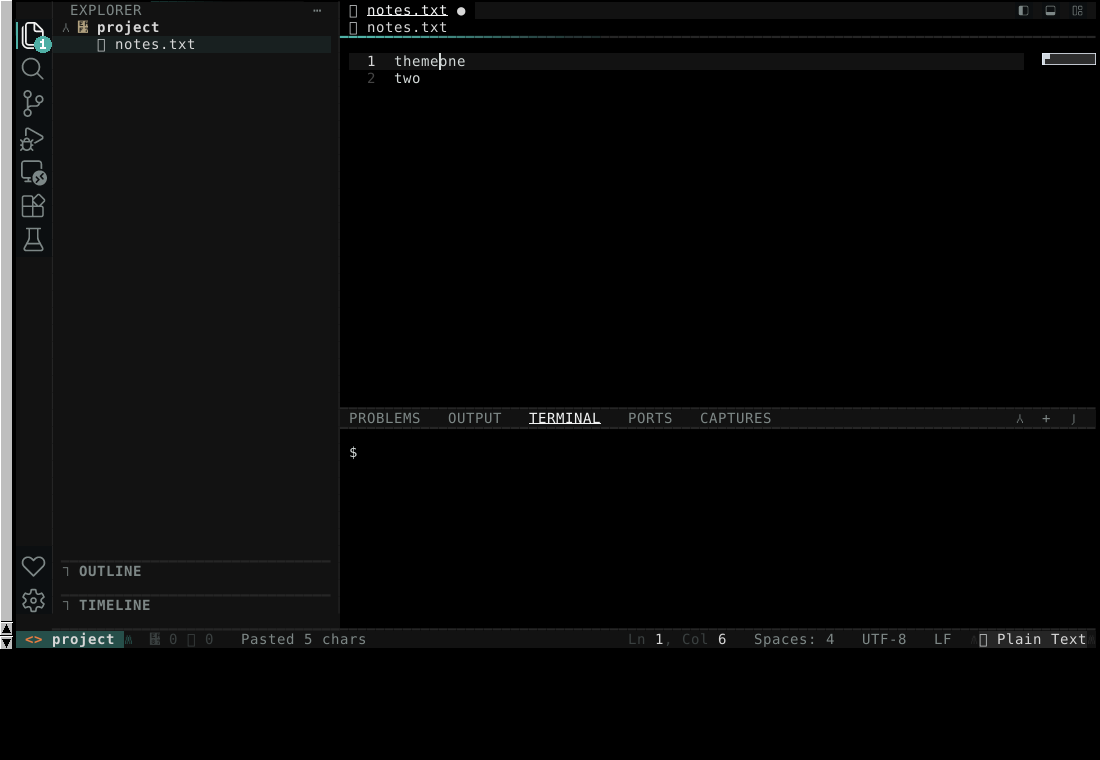 EXPLORER
project
notes.txt
1
notes.txt
notes.txt
1 themeone
2 two
PROBLEMS OUTPUT TERMINAL PORTS CAPTURES
$
OUTLINE
TIMELINE
<> project 0 0 Pasted 5 chars Ln 1, Col 6 Spaces: 4 UTF-8 LF Plain Text